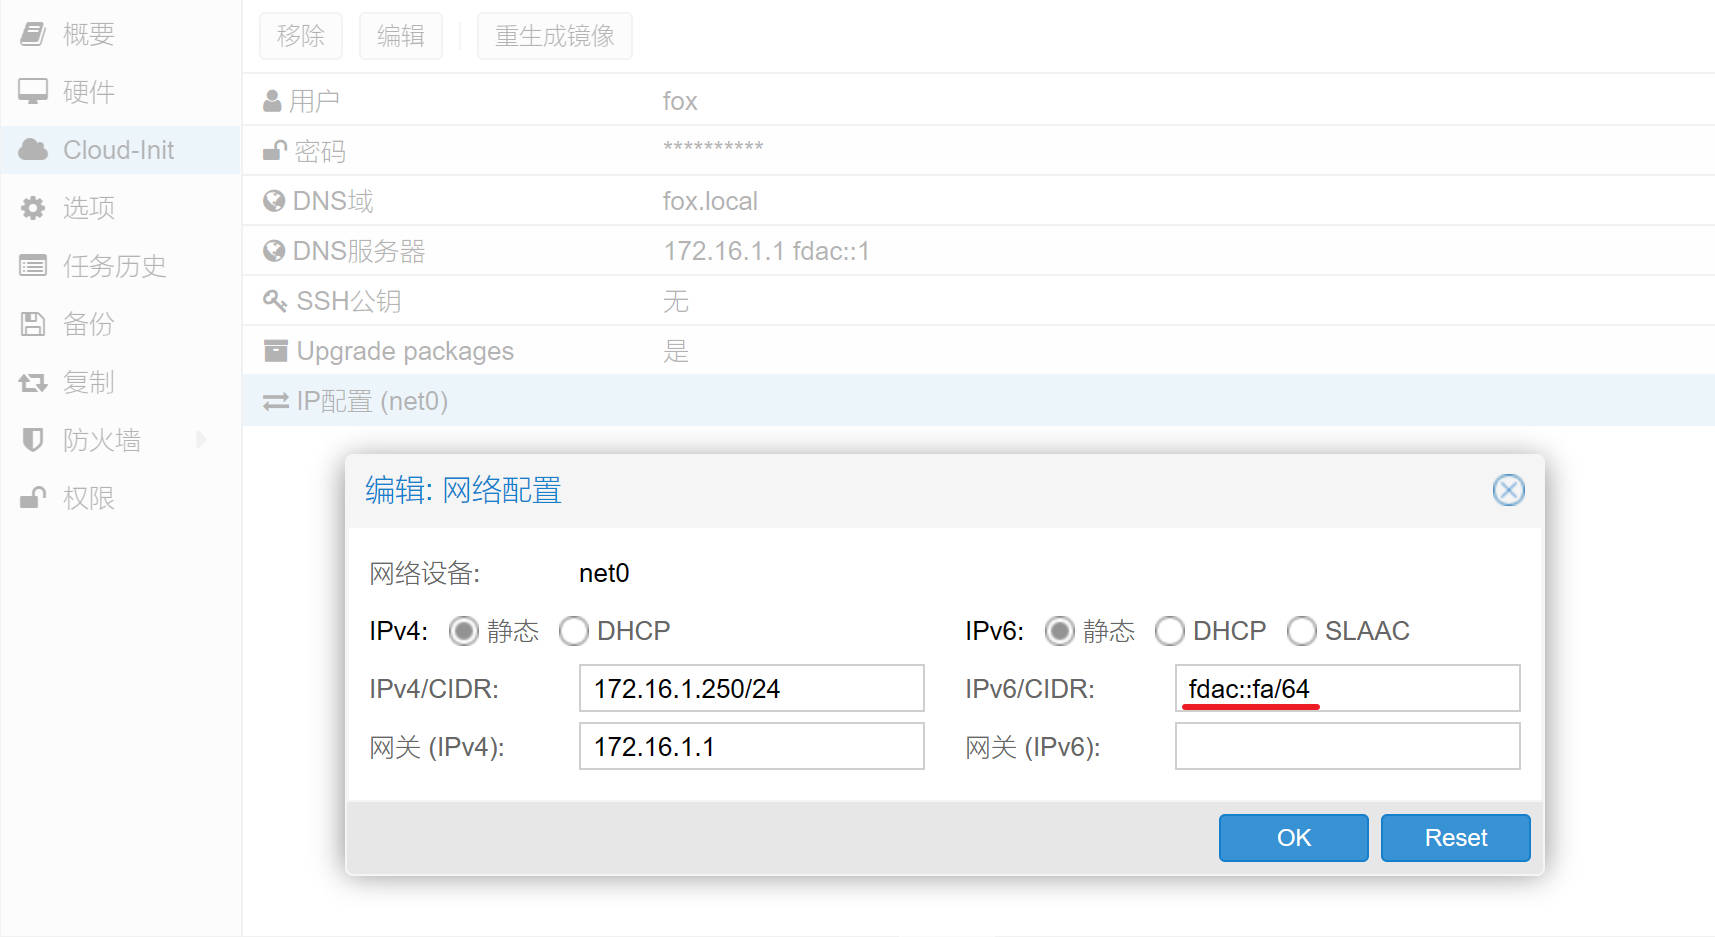 概要
硬件
Cloud-Init
选项
任务历史
备份
复制
防火墙
权限
移除 编辑 重生成镜像
用户 fox
密码 **********
DNS域 fox.local
DNS服务器 172.16.1.1 fdac::1
SSH公钥 无
Upgrade packages 是
IP配置 (net0)
编辑: 网络配置
网络设备: net0
IPv4: 静态 DHCP IPv6: 静态 DHCP SLAAC
IPv4/CIDR: 172.16.1.250/24 IPv6/CIDR: fdac::fa/64
网关 (IPv4): 172.16.1.1 网关 (IPv6):
OK Reset